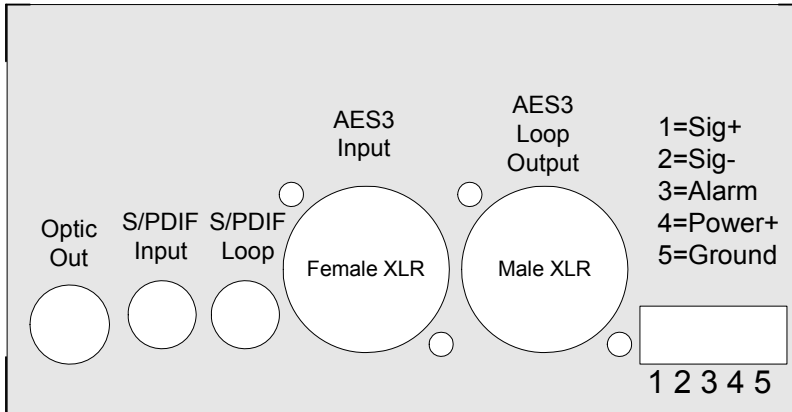 Optic
Out
S/PDIF
Input
S/PDIF
Loop
AES3
Input
Female XLR
AES3
Loop
Output
Male XLR
1=Sig+
2=Sig-
3=Alarm
4=Power+
5=Ground
1 2 3 4 5